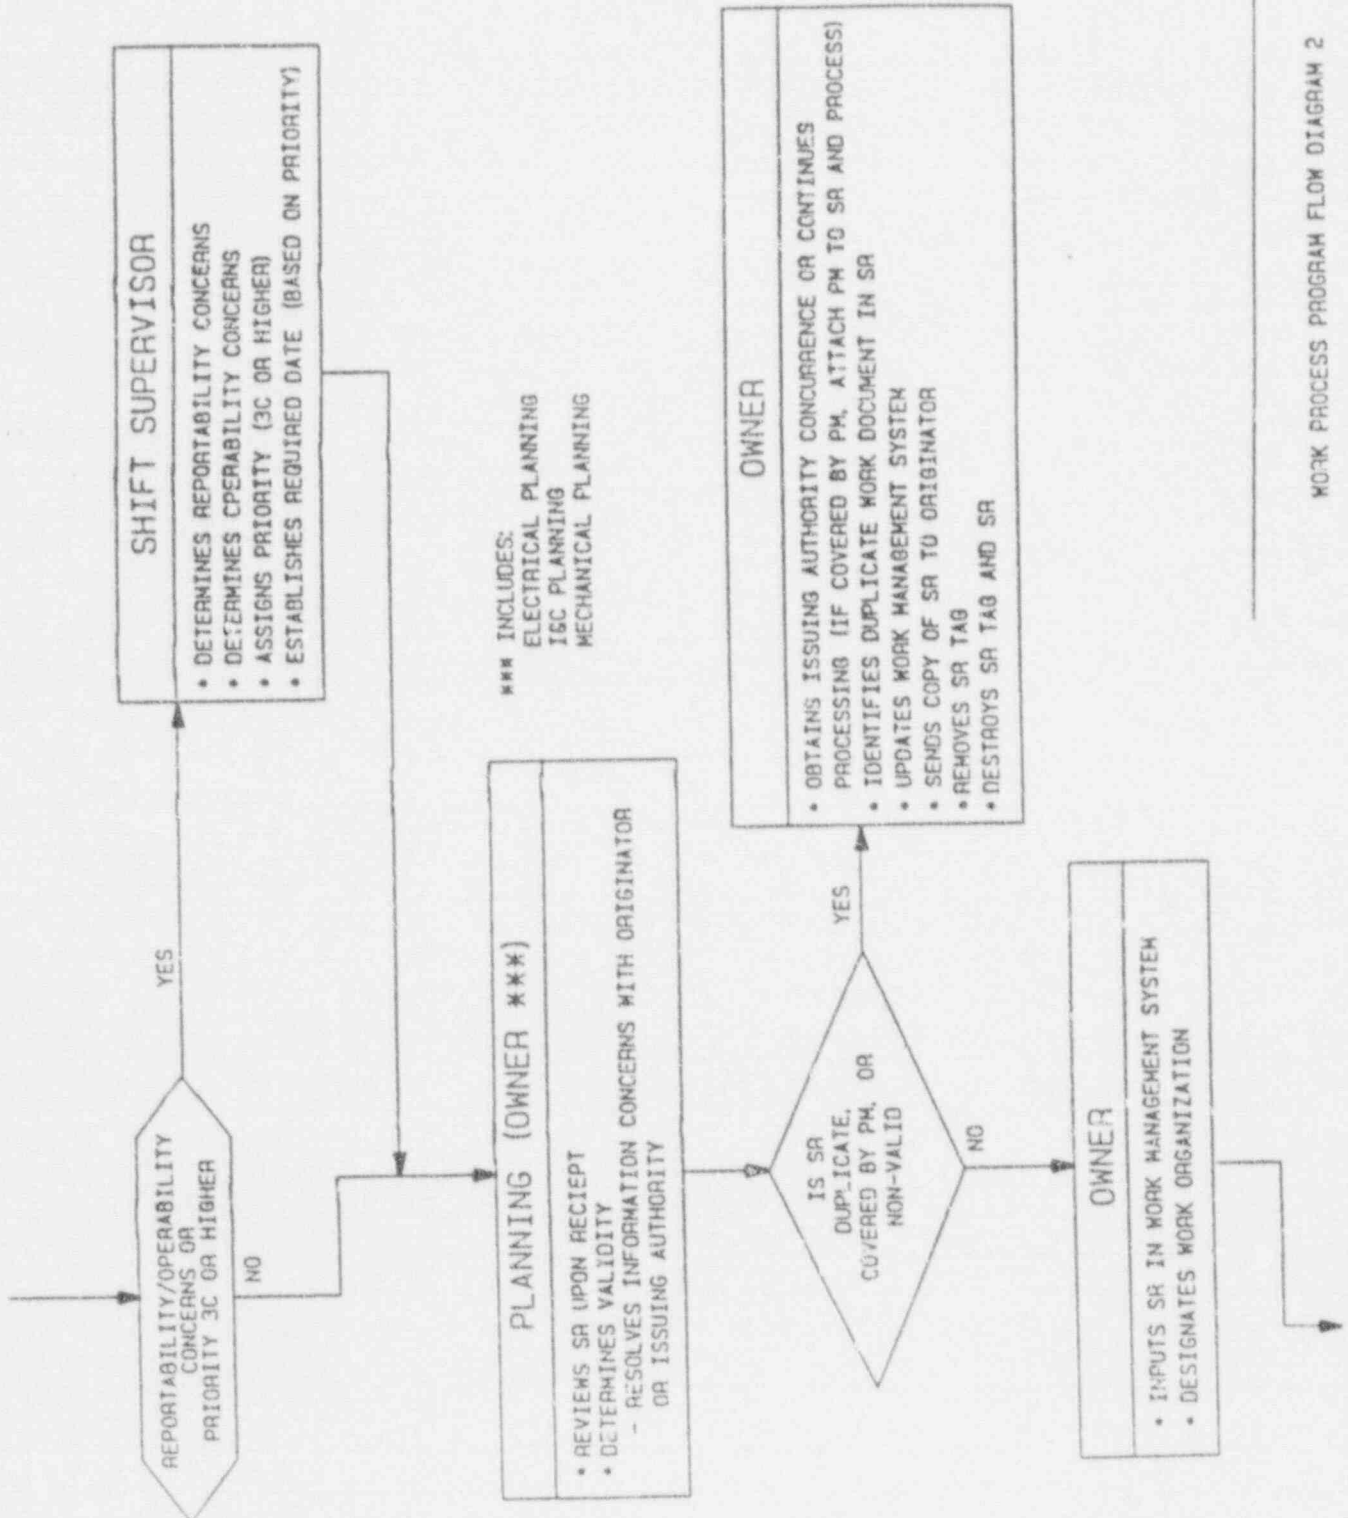 REPORTABILITY/OPERABILITY
CONCERNS OR
PRIORITY 3C OR HIGHER
YES
NO
SHIFT SUPERVISOR
• DETERMINES REPORTABILITY CONCERNS
• DETERMINES OPERABILITY CONCERNS
• ASSIGNS PRIORITY (3C OR HIGHER)
• ESTABLISHES REQUIRED DATE (BASED ON PRIORITY)
PLANNING (OWNER ***)
• REVIEWS SR UPON RECIEPT
• DETERMINES VALIDITY
- RESOLVES INFORMATION CONCERNS WITH ORIGINATOR
OR ISSUING AUTHORITY
*** INCLUDES:
ELECTRICAL PLANNING
I&C PLANNING
MECHANICAL PLANNING
IS SR
DUPLICATE,
COVERED BY PM, OR
NON-VALID
YES
NO
OWNER
• OBTAINS ISSUING AUTHORITY CONCURRENCE OR CONTINUES
PROCESSING (IF COVERED BY PM, ATTACH PM TO SR AND PROCESS)
• IDENTIFIES DUPLICATE WORK DOCUMENT IN SR
• UPDATES WORK MANAGEMENT SYSTEM
• SENDS COPY OF SR TO ORIGINATOR
• REMOVES SR TAG
• DESTROYS SR TAG AND SR
OWNER
• INPUTS SR IN WORK MANAGEMENT SYSTEM
• DESIGNATES WORK ORGANIZATION
WORK PROCESS PROGRAM FLOW DIAGRAM 2